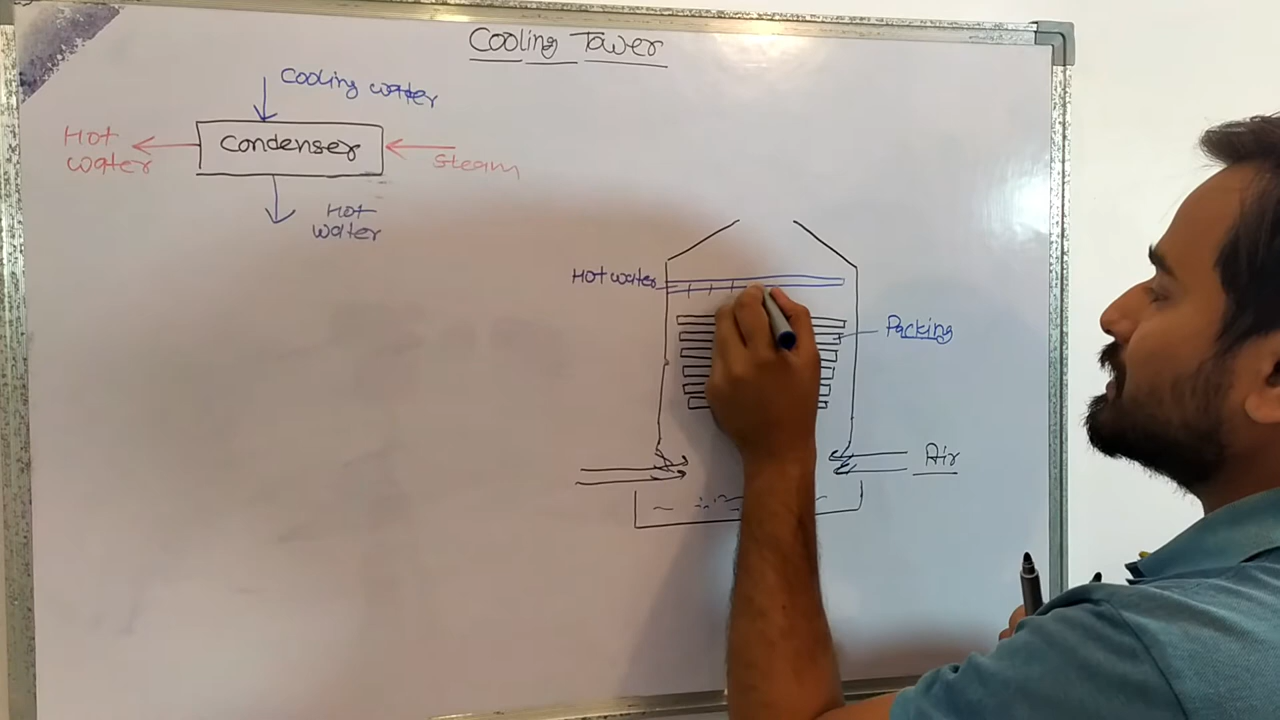 Cooling Tower
Cooling water
Hot
water
Condenser
Steam
Hot
water
Hot water
Packing
Air